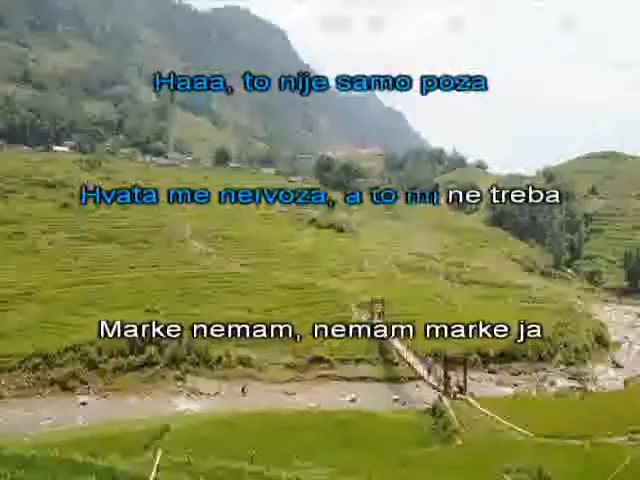 Haaa, to nije samo poza
Hvata me nervoza, a to mi ne treba
Marke nemam, nemam marke ja